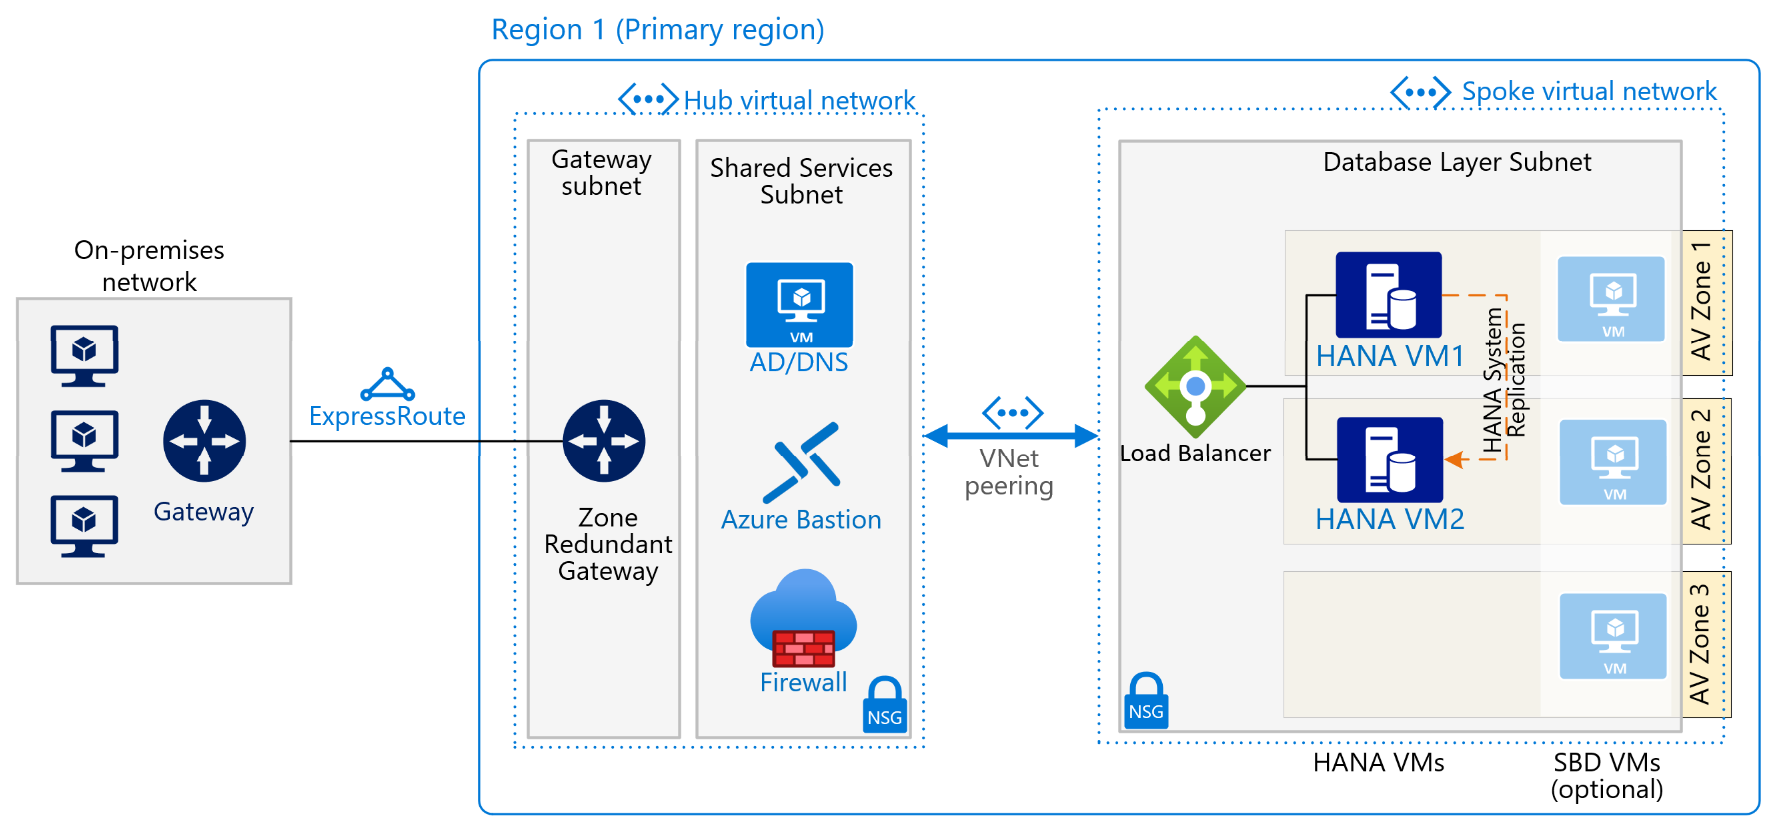 Region 1 (Primary region)
Hub virtual network
Spoke virtual network
On-premises
network
Gateway
ExpressRoute
Gateway
subnet
Zone
Redundant
Gateway
Shared Services
Subnet
VM
AD/DNS
Azure Bastion
Firewall
NSG
VNet
peering
Database Layer Subnet
Load Balancer
HANA VM1
HANA VM2
HANA System
Replication
VM
AV Zone 1
VM
AV Zone 2
VM
AV Zone 3
NSG
HANA VMs
SBD VMs
(optional)